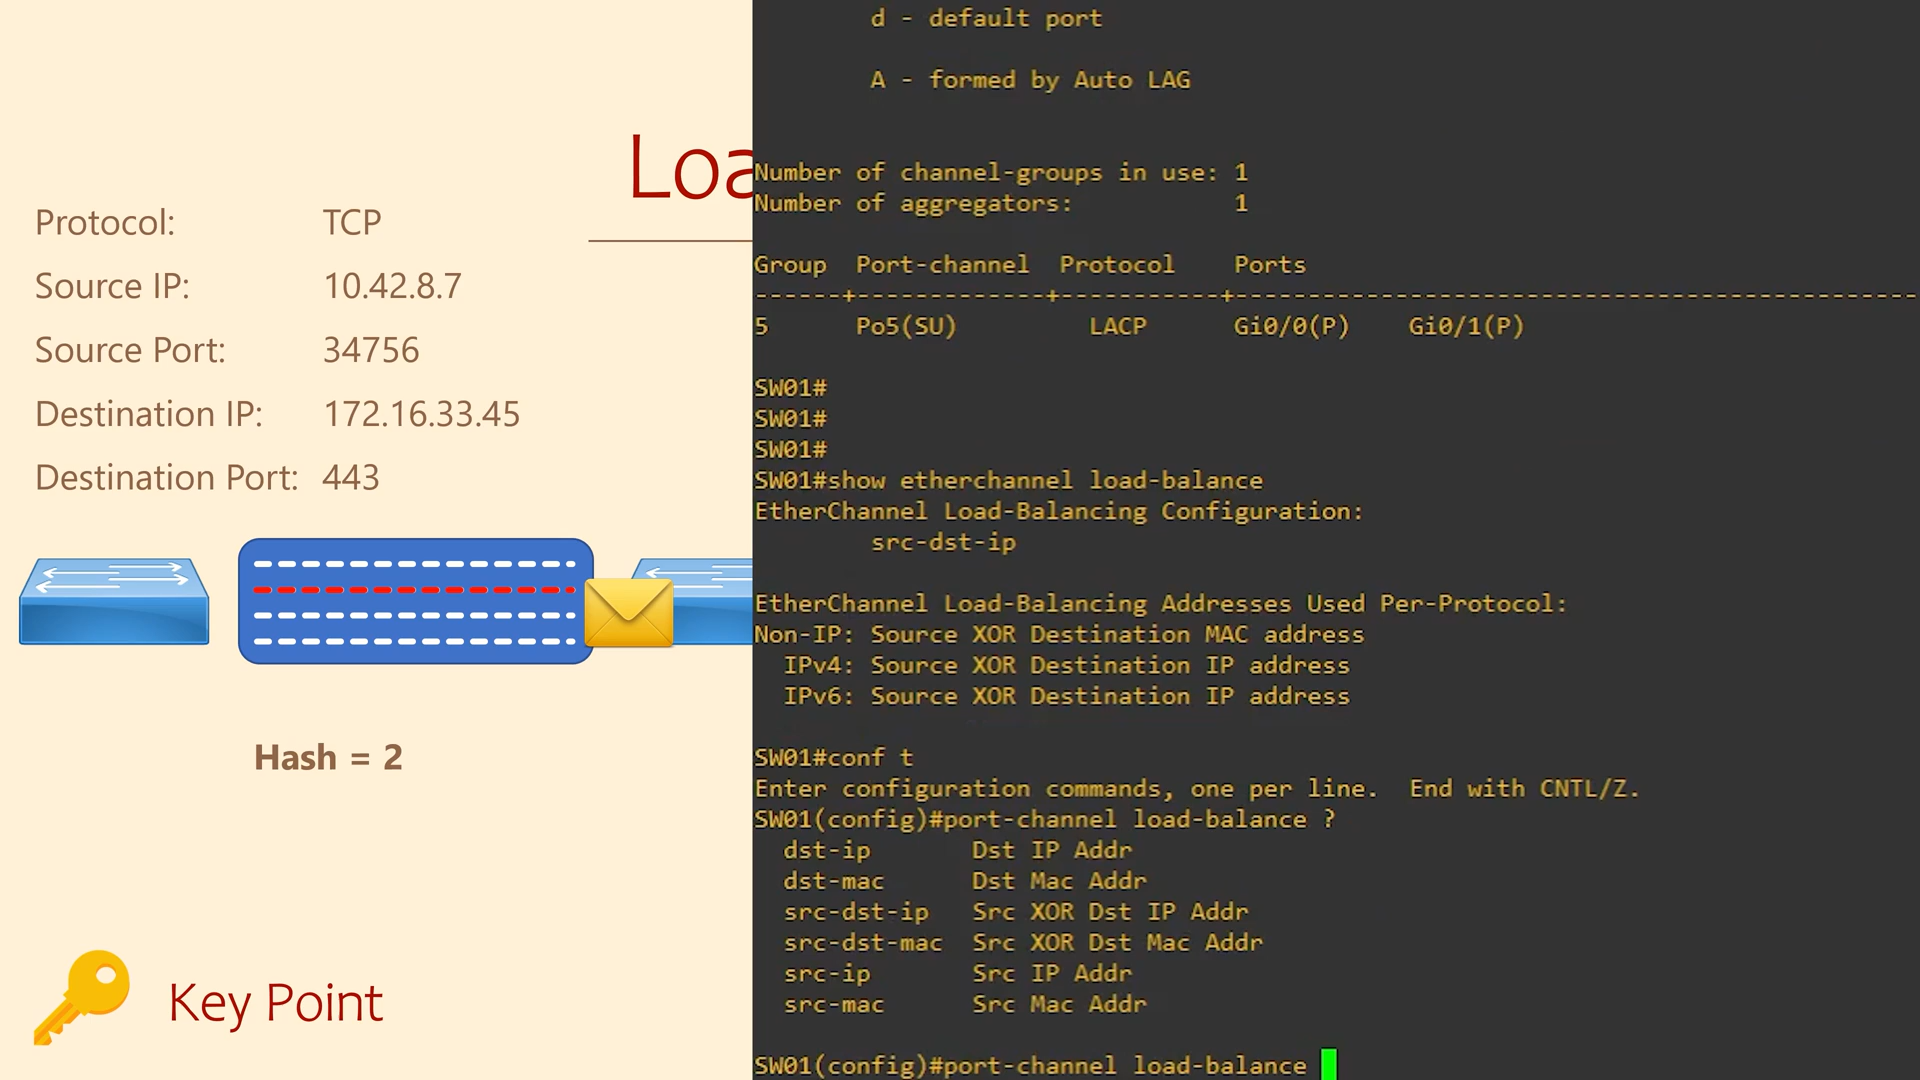 Loa
Protocol: TCP
Source IP: 10.42.8.7
Source Port: 34756
Destination IP: 172.16.33.45
Destination Port: 443
Hash = 2
Key Point
d - default port
A - formed by Auto LAG
Number of channel-groups in use: 1
Number of aggregators: 1
Group Port-channel Protocol Ports
------+-------------+-----------+-----------------------------------------------
5 Po5(SU) LACP Gi0/0(P) Gi0/1(P)
SW01#
SW01#
SW01#
SW01#show etherchannel load-balance
EtherChannel Load-Balancing Configuration:
src-dst-ip
EtherChannel Load-Balancing Addresses Used Per-Protocol:
Non-IP: Source XOR Destination MAC address
IPv4: Source XOR Destination IP address
IPv6: Source XOR Destination IP address
SW01#conf t
Enter configuration commands, one per line. End with CNTL/Z.
SW01(config)#port-channel load-balance ?
dst-ip Dst IP Addr
dst-mac Dst Mac Addr
src-dst-ip Src XOR Dst IP Addr
src-dst-mac Src XOR Dst Mac Addr
src-ip Src IP Addr
src-mac Src Mac Addr
SW01(config)#port-channel load-balance